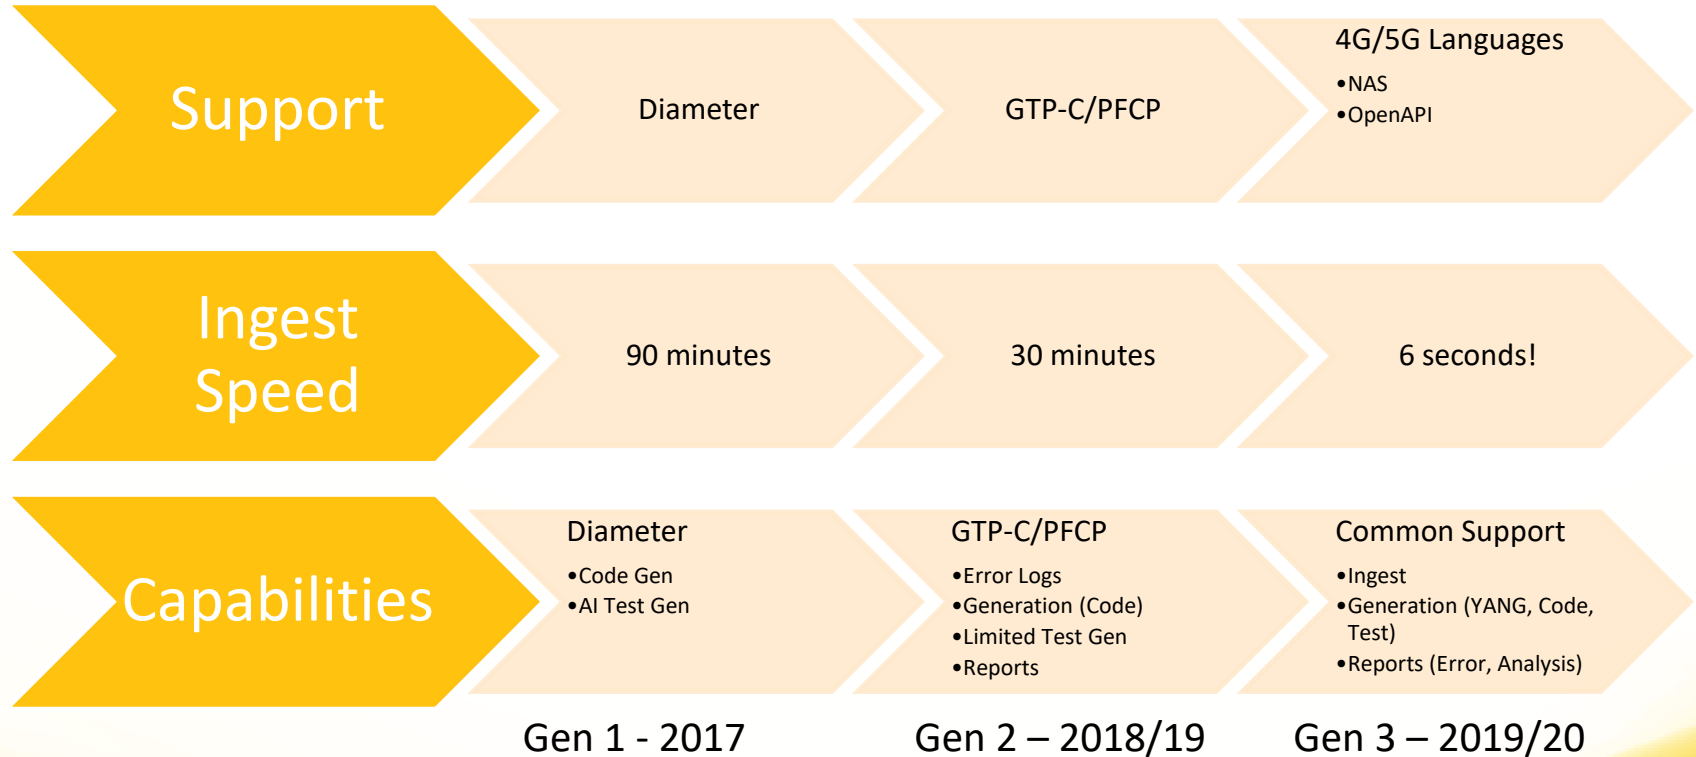 Support
Diameter
GTP-C/PFCP
4G/5G Languages
•NAS
•OpenAPI
Ingest
Speed
90 minutes
30 minutes
6 seconds!
Capabilities
Diameter
•Code Gen
•AI Test Gen
GTP-C/PFCP
•Error Logs
•Generation (Code)
•Limited Test Gen
•Reports
Common Support
•Ingest
•Generation (YANG, Code,
Test)
•Reports (Error, Analysis)
Gen 1 - 2017
Gen 2 – 2018/19
Gen 3 – 2019/20